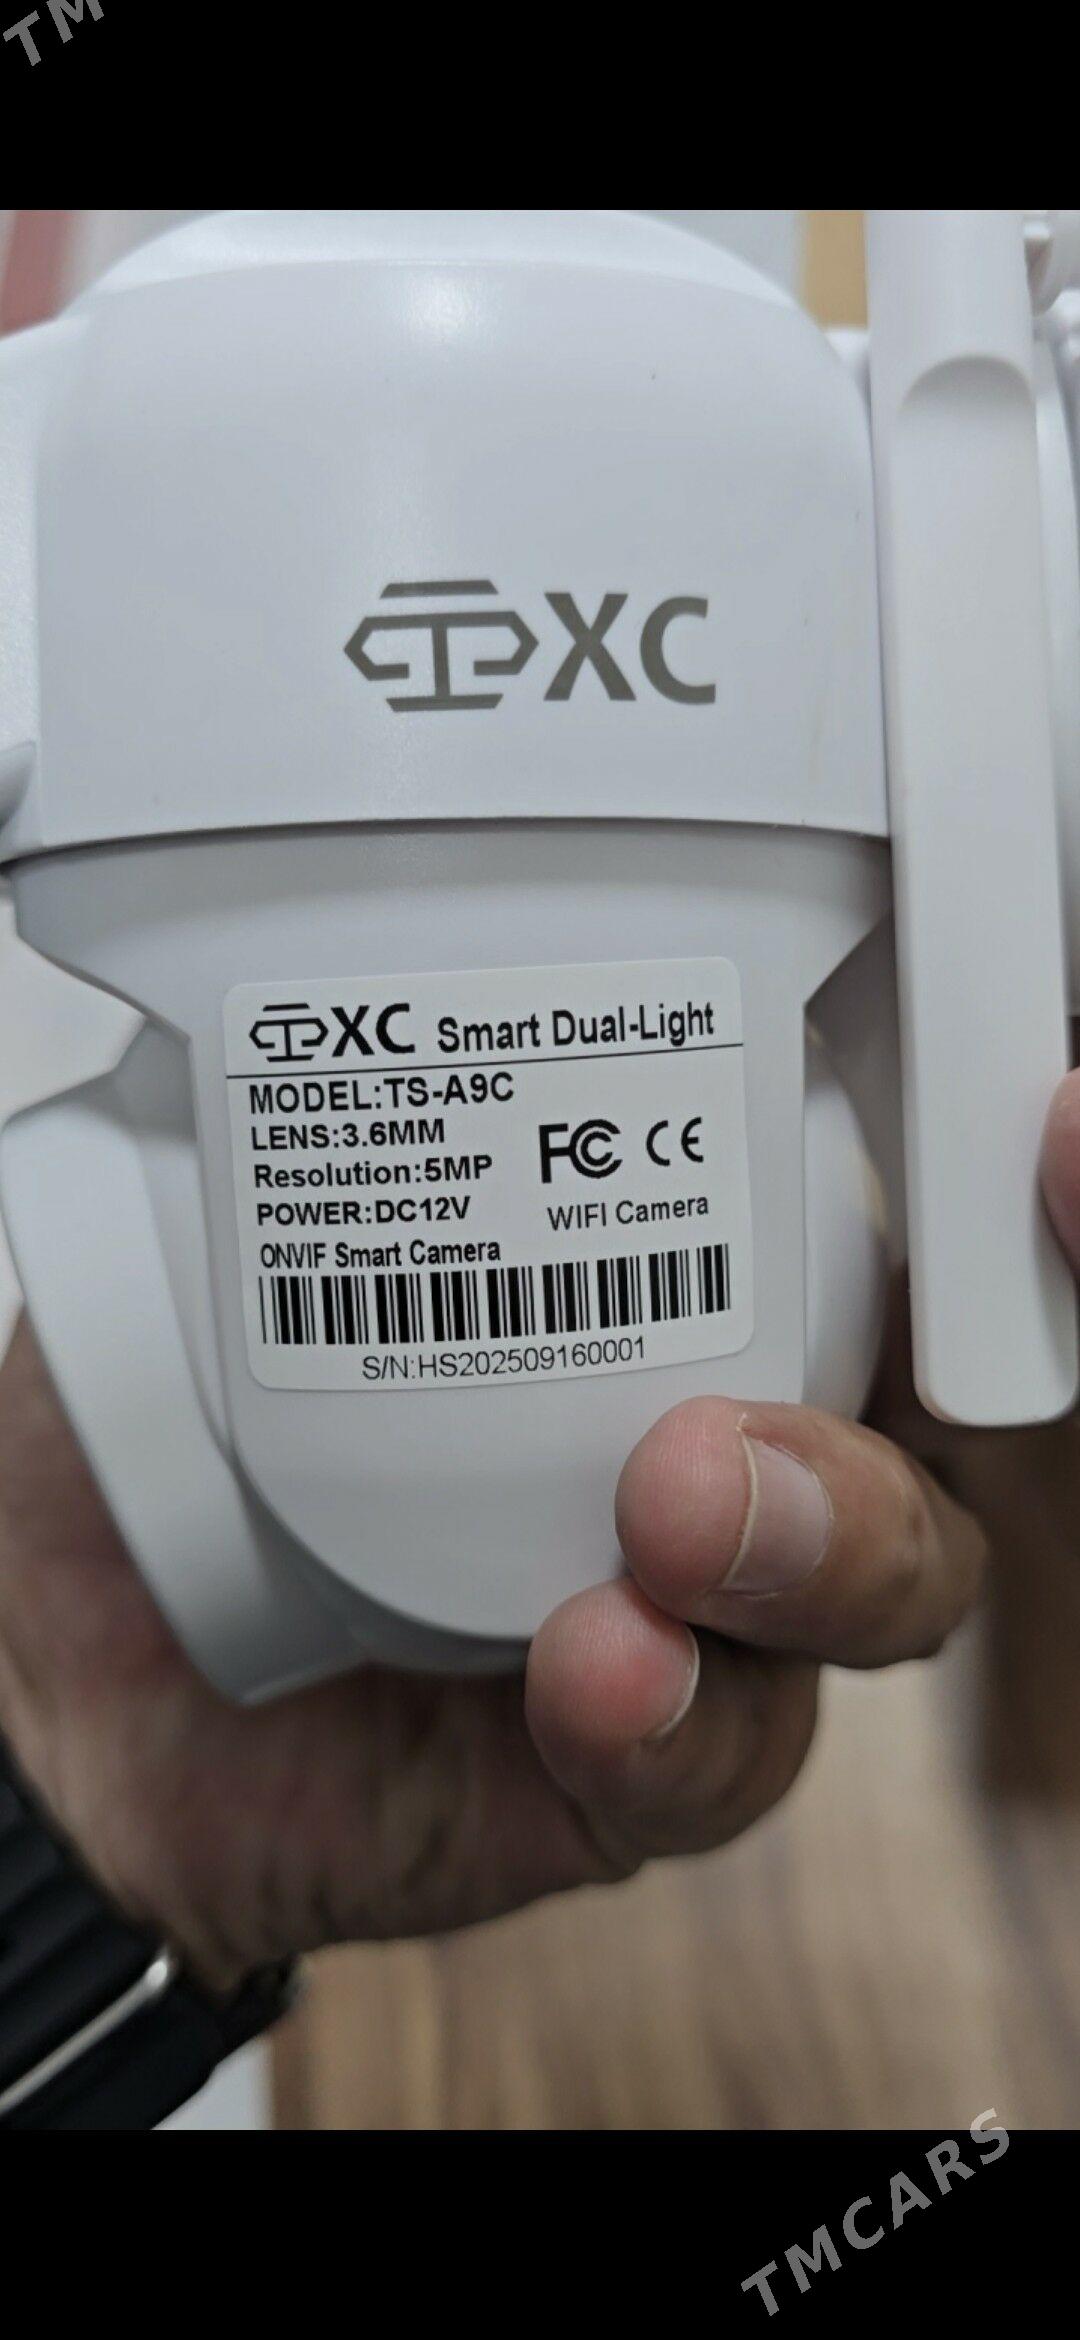 TM
XC
XC Smart Dual-Light
MODEL:TS-A9C
LENS:3.6MM
Resolution:5MP
POWER:DC12V
FC CE
WIFI Camera
ONVIF Smart Camera
S/N:HS202509160001
TMCARS